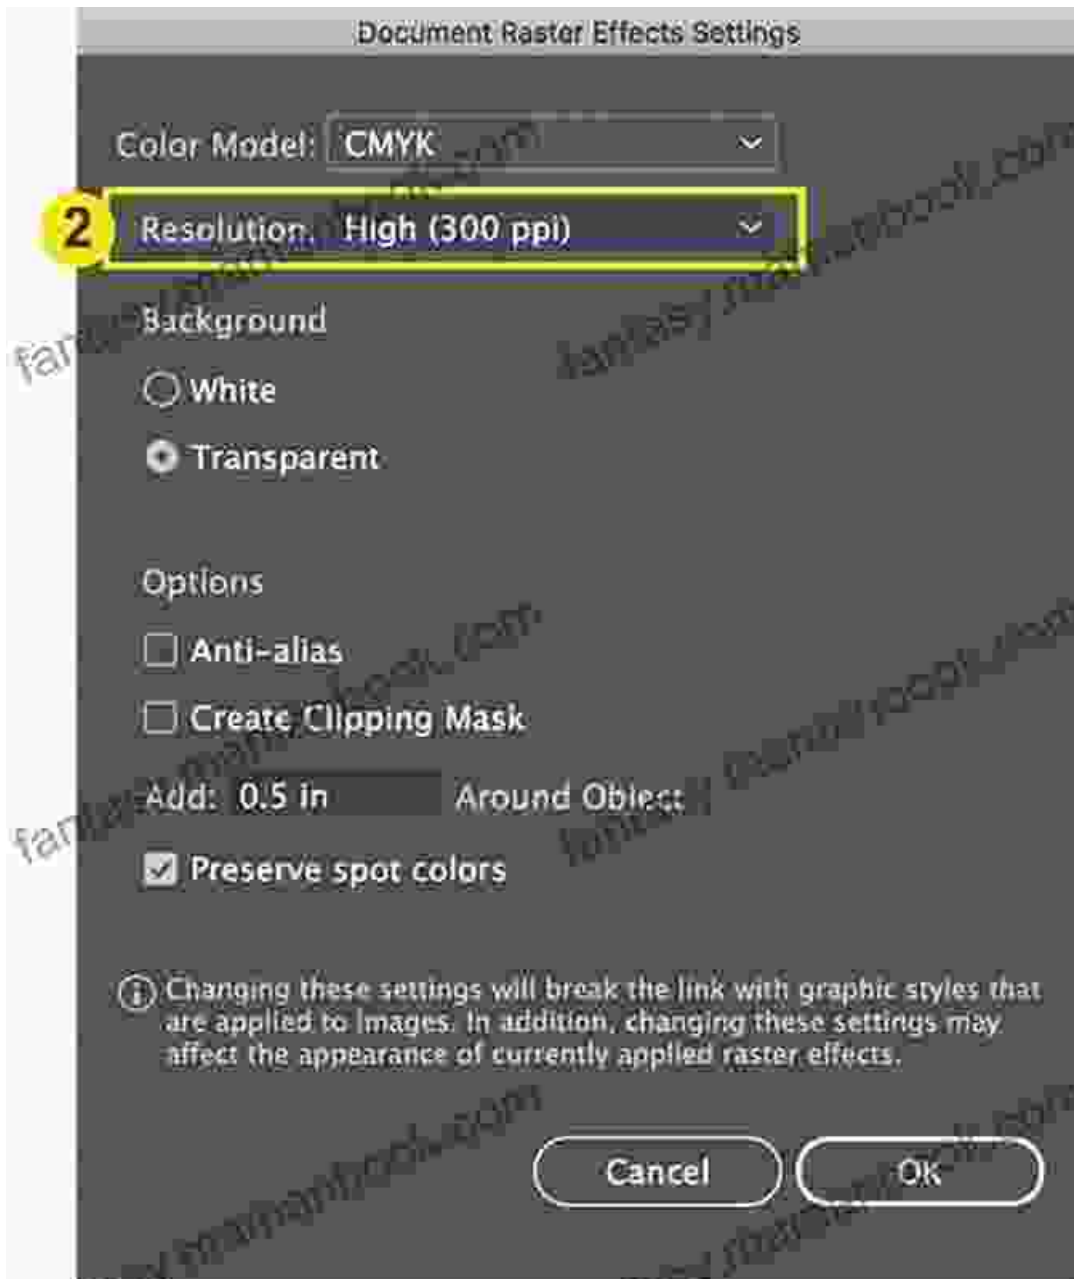 Document Raster Effects Settings
Color Model: CMYK
2 Resolution: High (300 ppi)
Background
White
Transparent
Options
Anti-alias
Create Clipping Mask
Add: 0.5 in Around Object
Preserve spot colors
Changing these settings will break the link with graphic styles that
are applied to images. In addition, changing these settings may
affect the appearance of currently applied raster effects.
Cancel OK